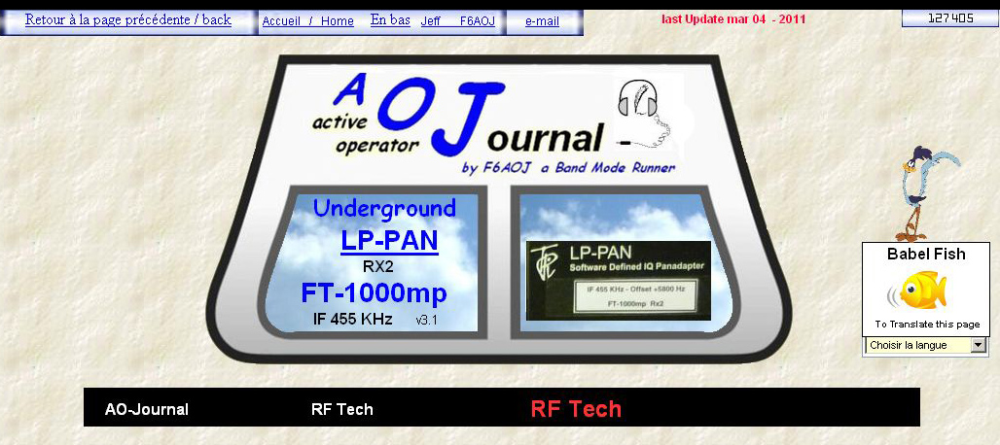 Retour à la page précédente / back
Accueil / Home
En bas
Jeff F6AOJ
e-mail
last Update mar 04 - 2011
127405
A O Journal -
active
operator
by F6AOJ a Band Mode Runner
Underground
LP-PAN
RX2
FT-1000mp
IF 455 KHz v3.1
LP-PAN
Software Defined IQ Panadapter
IF 455 KHz - Offset +5800 Hz
FT-1000mp Rx2
Babel Fish
To Translate this page
Choisir la langue
AO-Journal
RF Tech
RF Tech